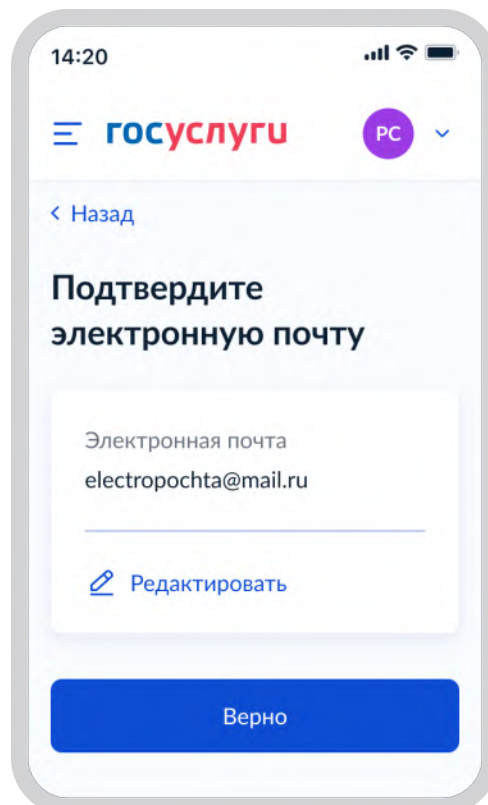 14:20
госуслуги
РС
Назад
Подтвердите
электронную почту
Электронная почта
electropochta@mail.ru
Редактировать
Верно